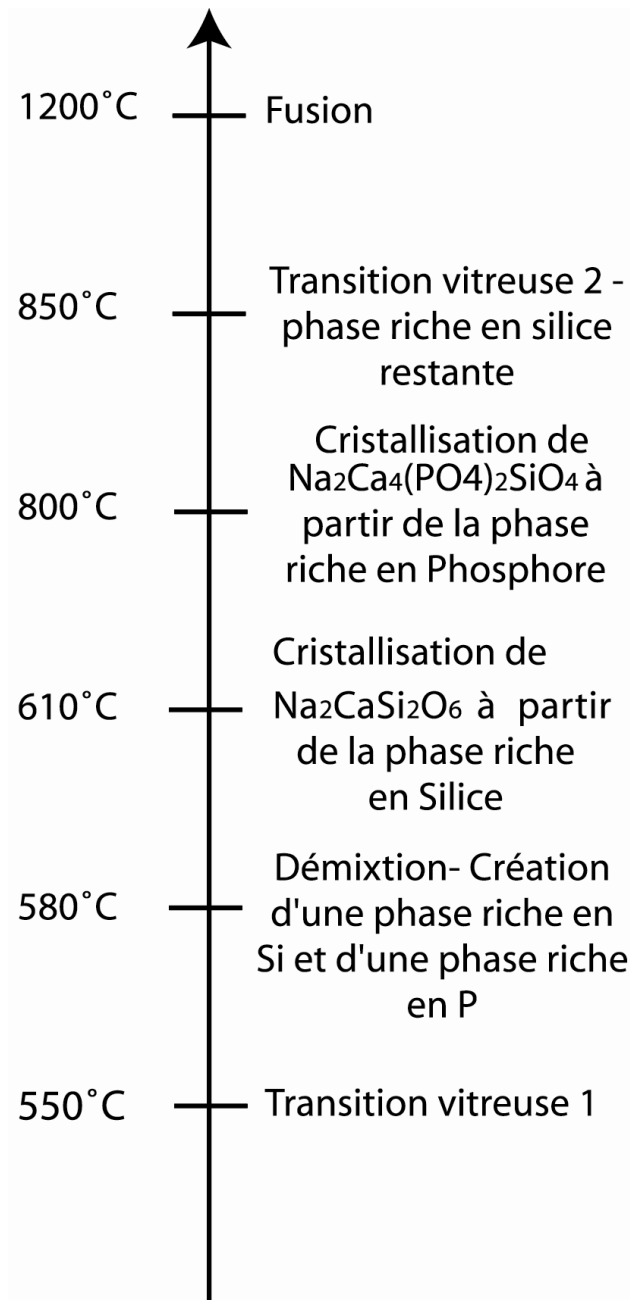 1200°C
Fusion
850°C
Transition vitreuse 2 -
phase riche en silice
restante
800°C
Cristallisation de
Na2Ca4(PO4)2SiO4 à
partir de la phase
riche en Phosphore
610°C
Cristallisation de
Na2CaSi2O6 à partir
de la phase riche
en Silice
580°C
Démixtion- Création
d'une phase riche en
Si et d'une phase riche
en P
550°C
Transition vitreuse 1